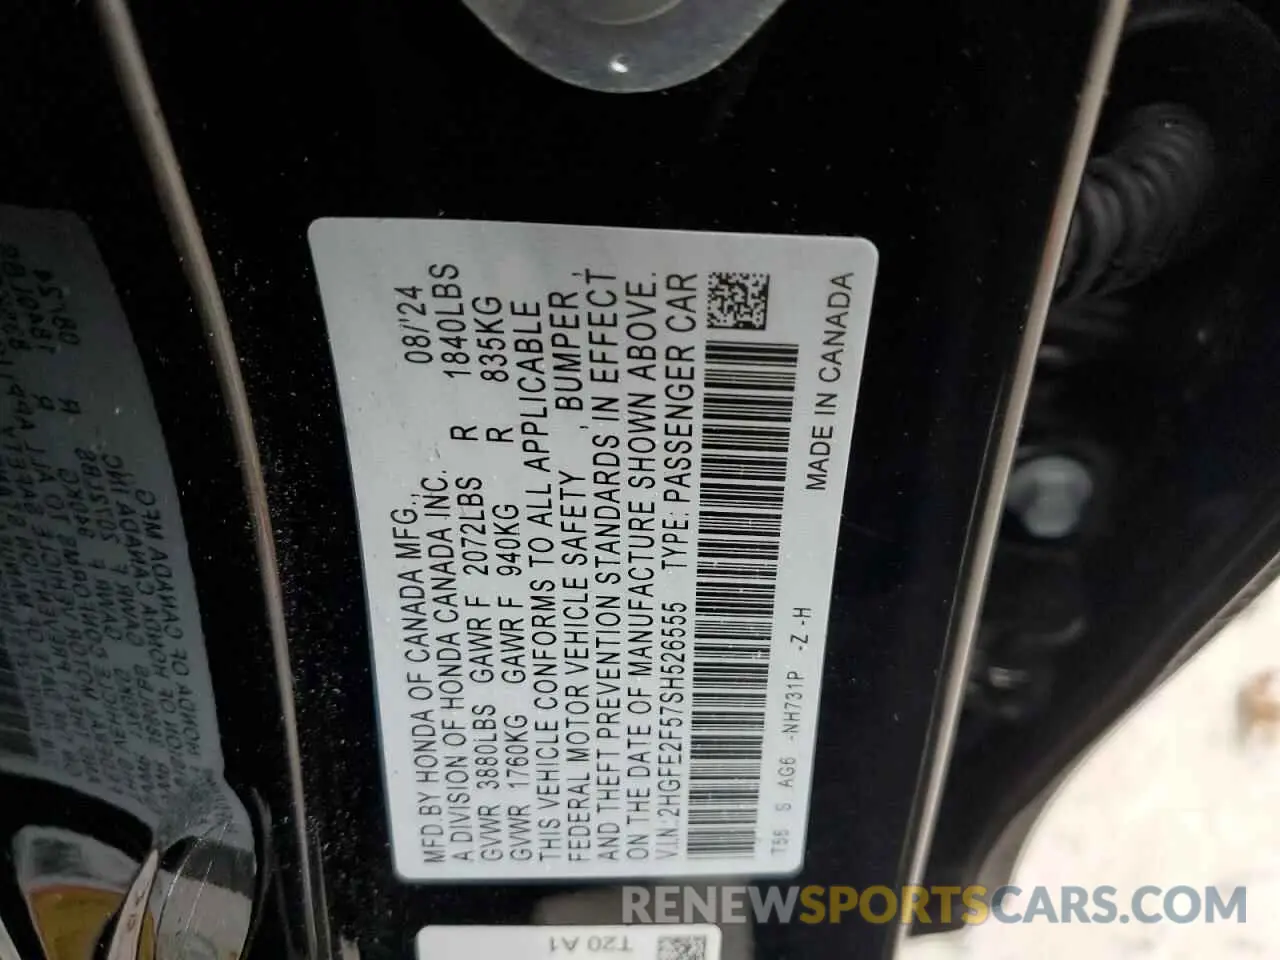 MFD.BY HONDA OF CANADA MFG., 08/'24
A DIVISION OF HONDA CANADA INC.
GVWR 3880LBS GAWR F 2072LBS R 1840LBS
GVWR 1760KG GAWR F 940KG R 835KG
THIS VEHICLE CONFORMS TO ALL APPLICABLE
FEDERAL MOTOR VEHICLE SAFETY , BUMPER,
AND THEFT PREVENTION STANDARDS, IN EFFECT
ON THE DATE OF MANUFACTURE SHOWN ABOVE.
V.I.N.:2HGFE2F57SH526555 TYPE: PASSENGER CAR
T56 S AG6 -NH731P -Z -H
MADE IN CANADA
T20 A1
RENEWSPORTSCARS.COM